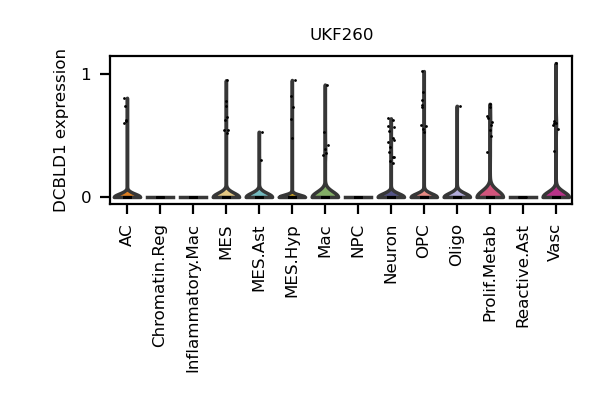 UKF260
DCBLD1 expression
1
0
AC
Chromatin.Reg
Inflammatory.Mac
MES
MES.Ast
MES.Hyp
Mac
NPC
Neuron
OPC
Oligo
Prolif.Metab
Reactive.Ast
Vasc